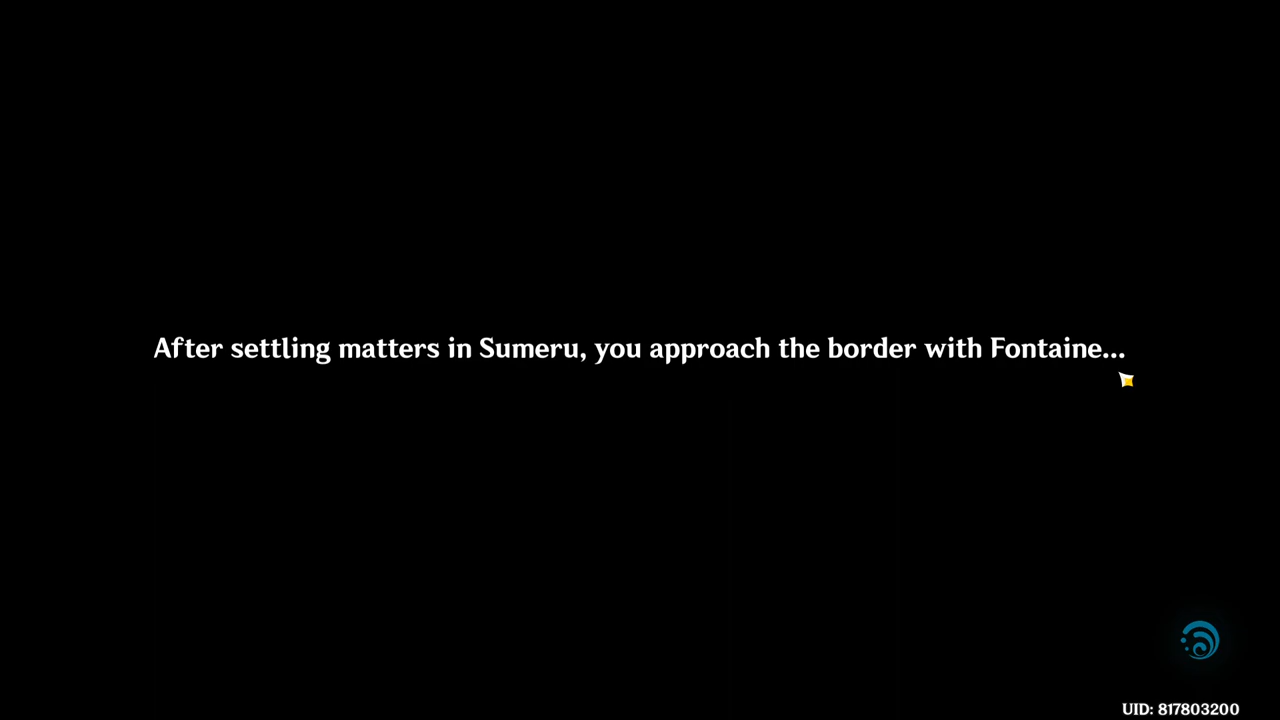 After settling matters in Sumeru, you approach the border with Fontaine...
UID: 817803200